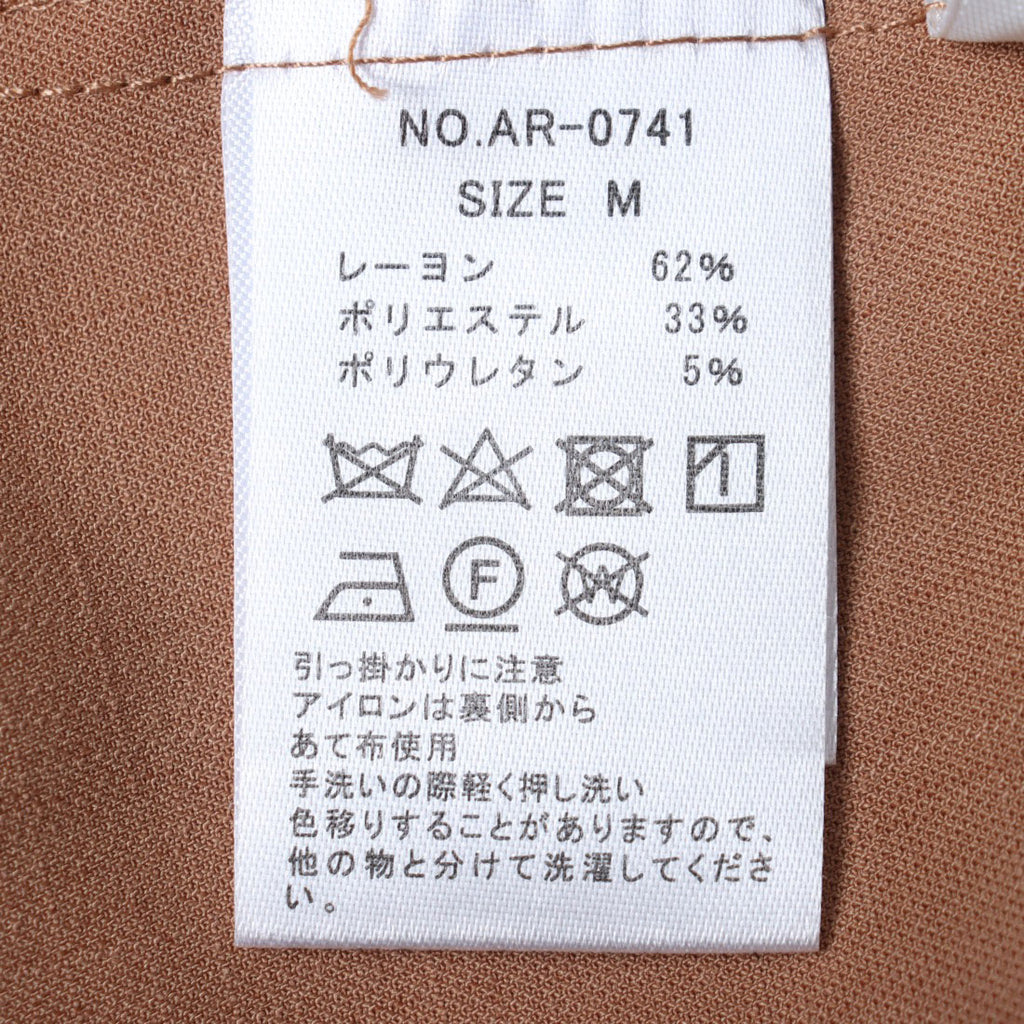 NO.AR-0741
SIZE M
レーヨン 62%
ポリエステル 33%
ポリウレタン 5%
F
W
引っ掛かりに注意
アイロンは裏側から
あて布使用
手洗いの際軽く押し洗い
色移りすることがありますので、
他の物と分けて洗濯してくださ
い。